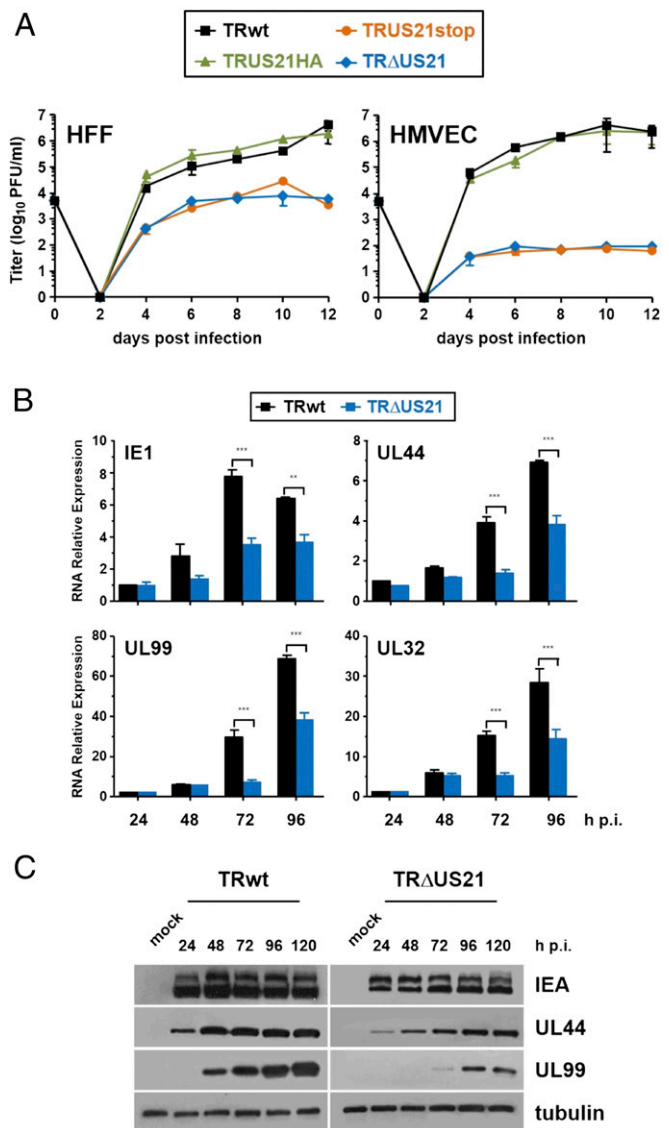 A
TRwt TRUS21stop
TRUS21HA TRΔUS21
HFF HMVEC
Titer (log10 PFU/ml)
7 7
6 6
5 5
4 4
3 3
2 2
1 1
0 0
0 2 4 6 8 10 12 0 2 4 6 8 10 12
days post infection days post infection
B
TRwt TRΔUS21
IE1 UL44
RNA Relative Expression
10 8
8 6
6 4
4 2
2 0
0
*** ** *** ***
UL99 UL32
RNA Relative Expression
80 40
60 30
40 20
20 10
0 0
*** *** *** ***
24 48 72 96 24 48 72 96 h p.i.
C
TRwt TRΔUS21
mock 24 48 72 96 120 mock 24 48 72 96 120 h p.i.
IEA
UL44
UL99
tubulin